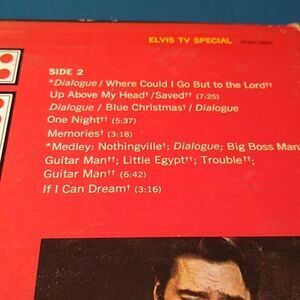 ELVIS TV SPECIAL
SIDE 2
*Dialogue / Where Could I Go But to the Lord††
Up Above My Head† / Saved†† (7:25)
Dialogue / Blue Christmas† / Dialogue
One Night†† (5:37)
Memories† (3:18)
*Medley: Nothingville†; Dialogue; Big Boss Man
Guitar Man††; Little Egypt††; Trouble††;
Guitar Man†† (6:42)
If I Can Dream† (3:16)